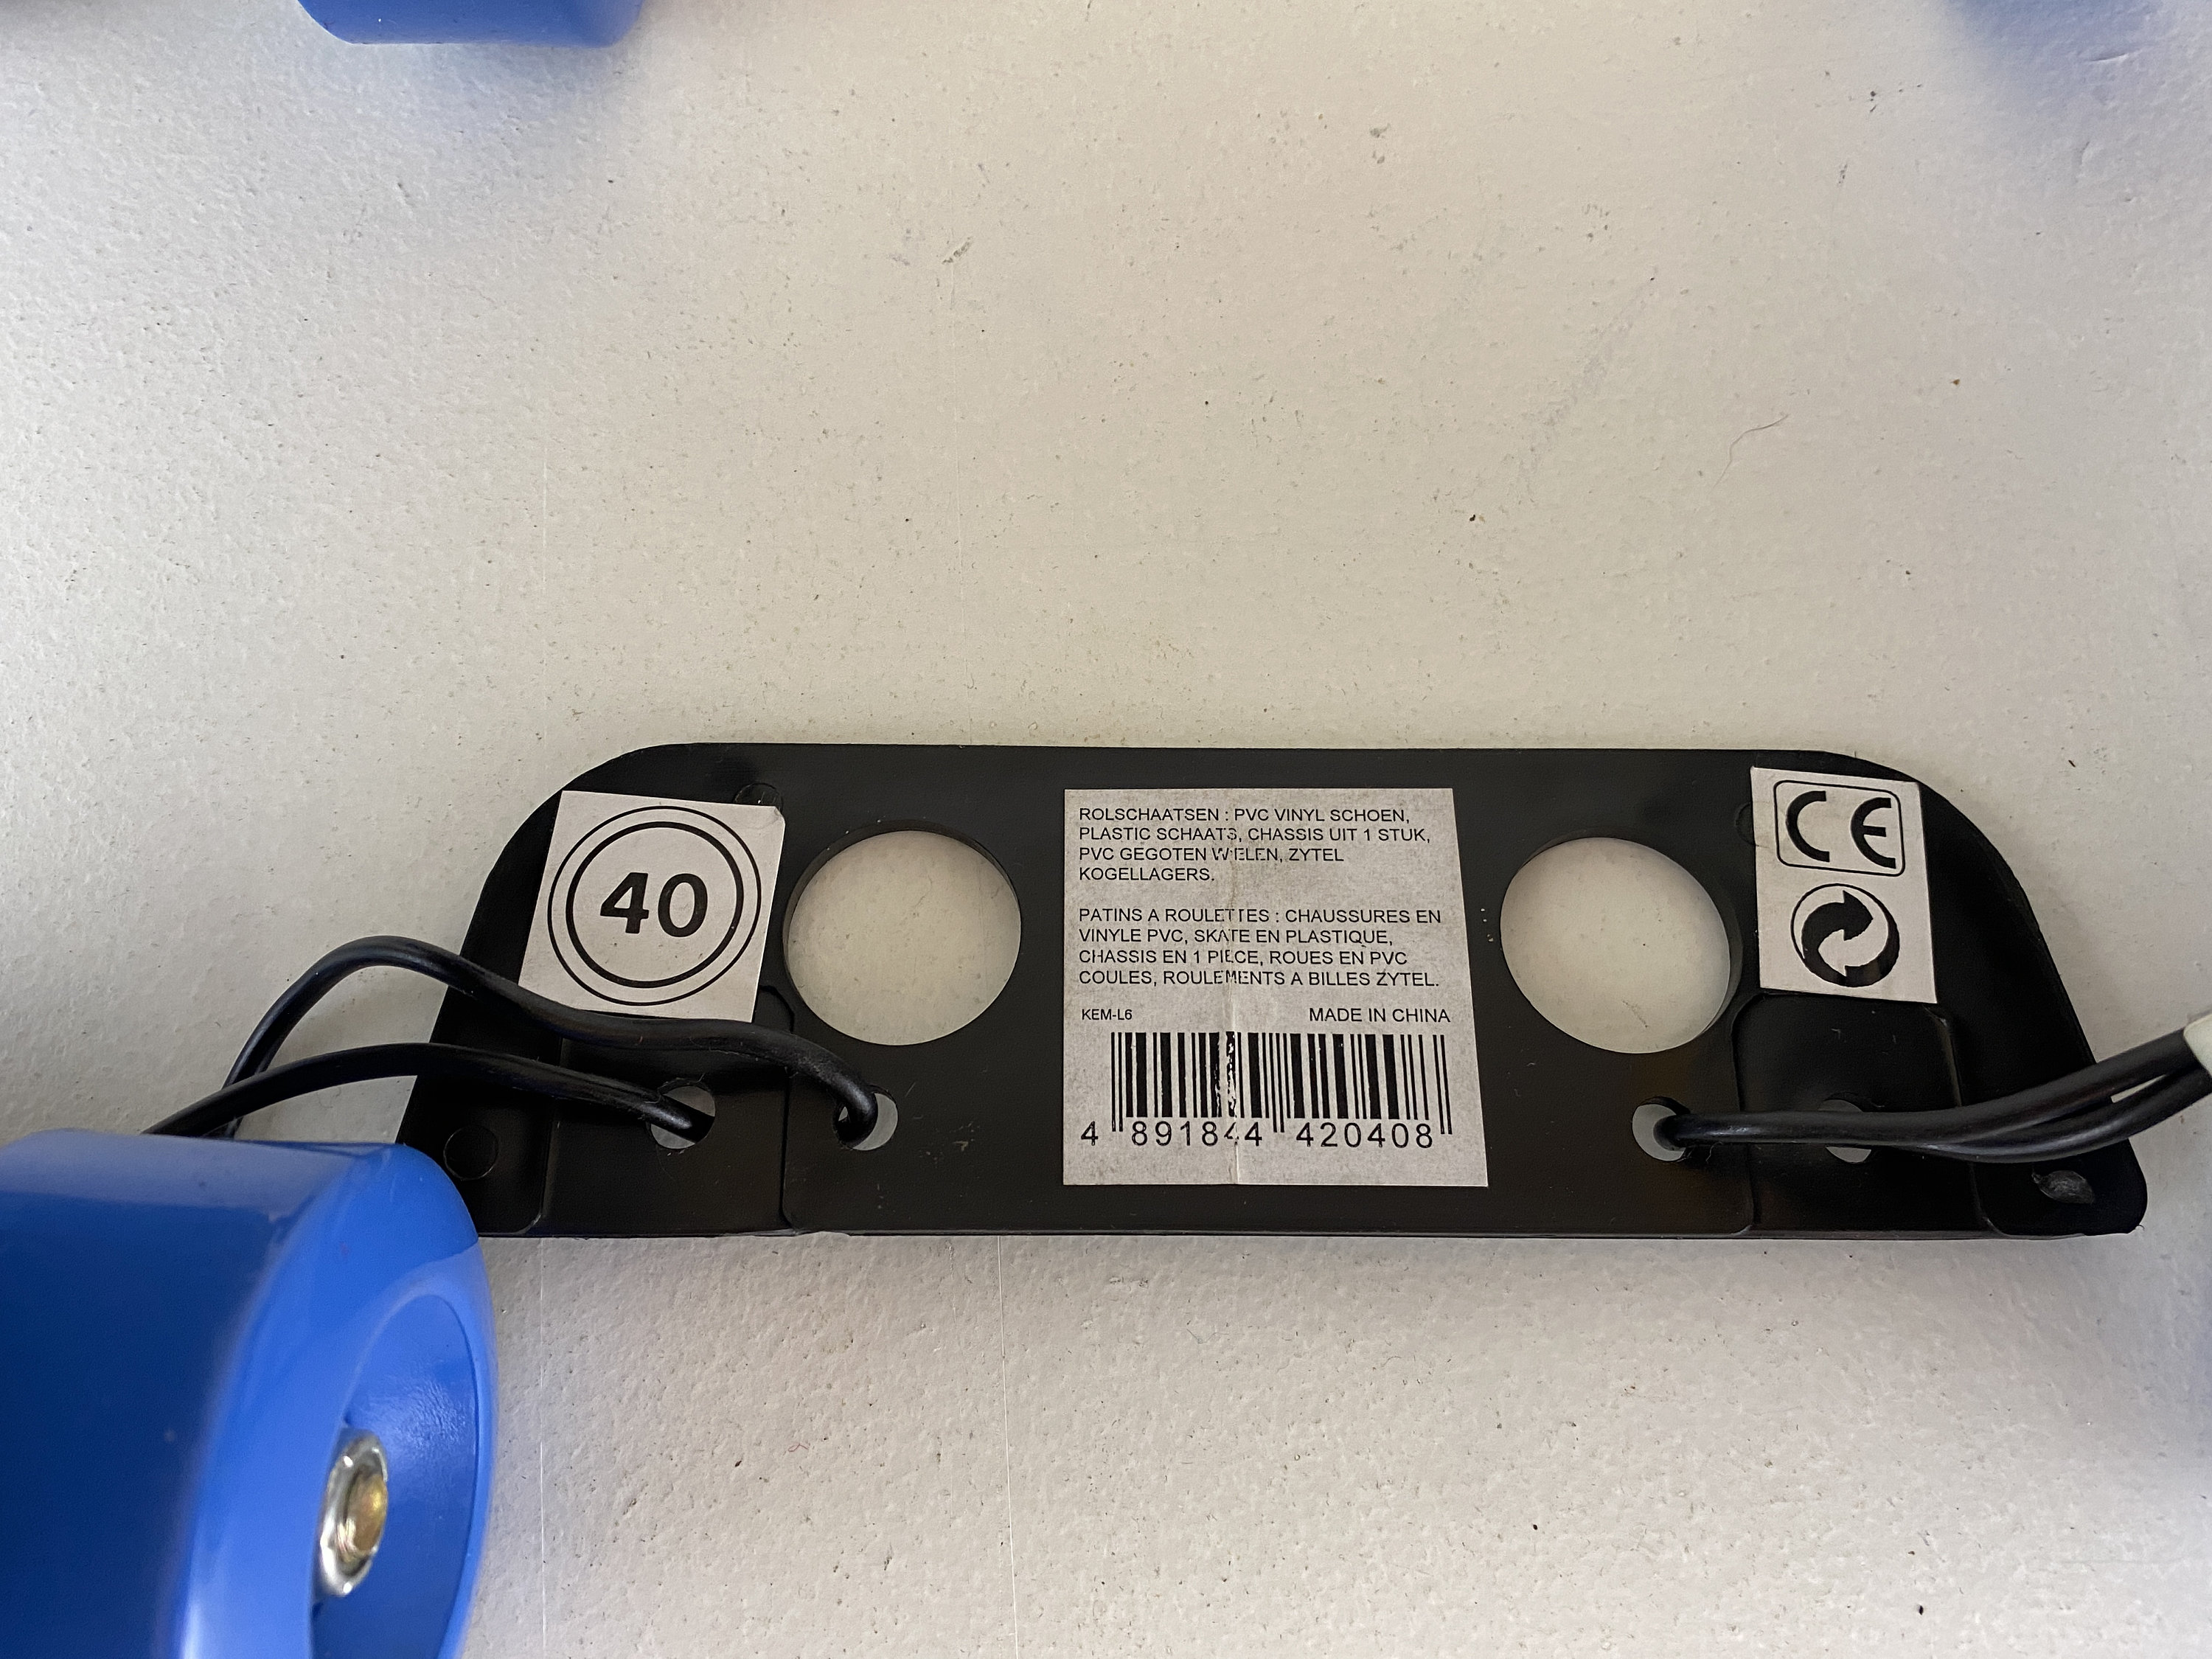 40
ROLSCHAATSEN : PVC VINYL SCHOEN,
PLASTIC SCHAATS, CHASSIS UIT 1 STUK,
PVC GEGOTEN WIELEN, ZYTEL
KOGELLAGERS.
PATINS A ROULETTES : CHAUSSURES EN
VINYLE PVC, SKATE EN PLASTIQUE,
CHASSIS EN 1 PIECE, ROUES EN PVC
COULES, ROULEMENTS A BILLES ZYTEL.
KEM-L6 MADE IN CHINA
4 891844 420408
CE